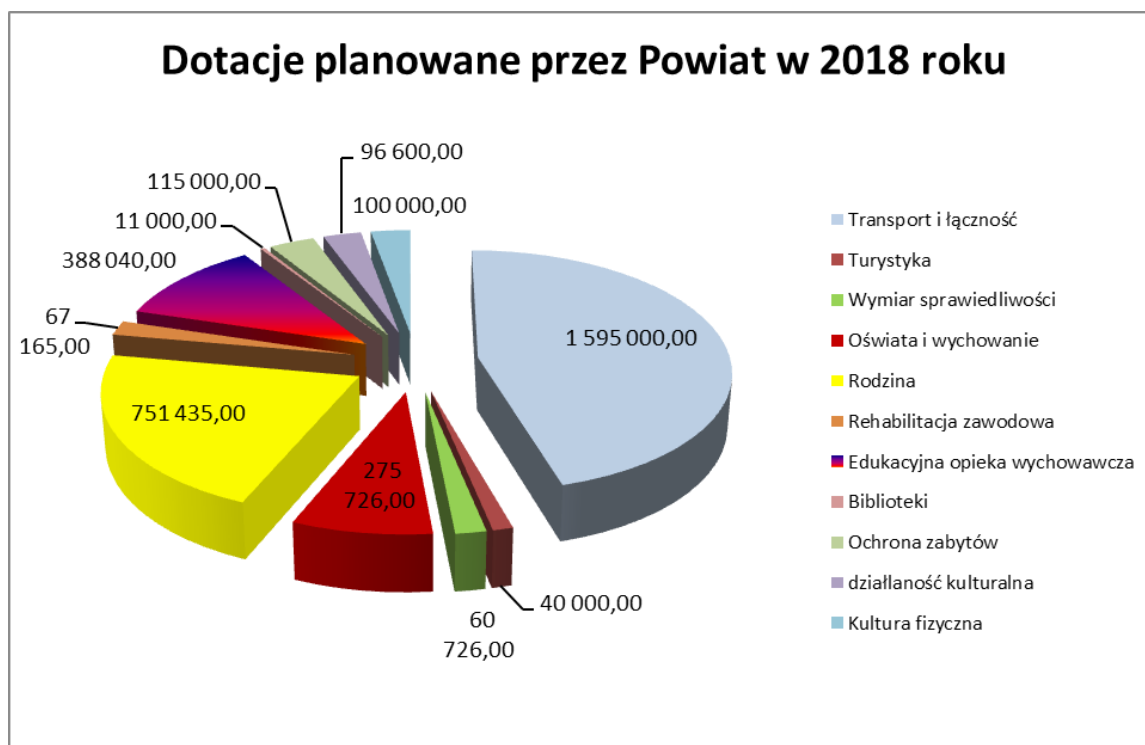 Dotacje planowane przez Powiat w 2018 roku
96 600,00
115 000,00
100 000,00
11 000,00
388 040,00
67
165,00
751 435,00
275
726,00
60
726,00
40 000,00
1 595 000,00
Transport i łączność
Turystyka
Wymiar sprawiedliwości
Oświata i wychowanie
Rodzina
Rehabilitacja zawodowa
Edukacyjna opieka wychowawcza
Biblioteki
Ochrona zabytów
działlaność kulturalna
Kultura fizyczna